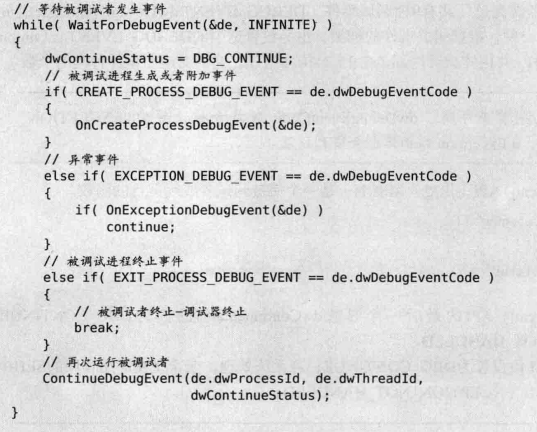 // 等待被调试者发生事件
while( WaitForDebugEvent(&de, INFINITE) )
{
    dwContinueStatus = DBG_CONTINUE;
    // 被调试进程生成或者附加事件
    if( CREATE_PROCESS_DEBUG_EVENT == de.dwDebugEventCode )
    {
        OnCreateProcessDebugEvent(&de);
    }
    // 异常事件
    else if( EXCEPTION_DEBUG_EVENT == de.dwDebugEventCode )
    {
        if( OnExceptionDebugEvent(&de) )
            continue;
    }
    // 被调试进程终止事件
    else if( EXIT_PROCESS_DEBUG_EVENT == de.dwDebugEventCode )
    {
        // 被调试者终止-调试器终止
        break;
    }
    // 再次运行被调试者
    ContinueDebugEvent(de.dwProcessId, de.dwThreadId,
                       dwContinueStatus);
}